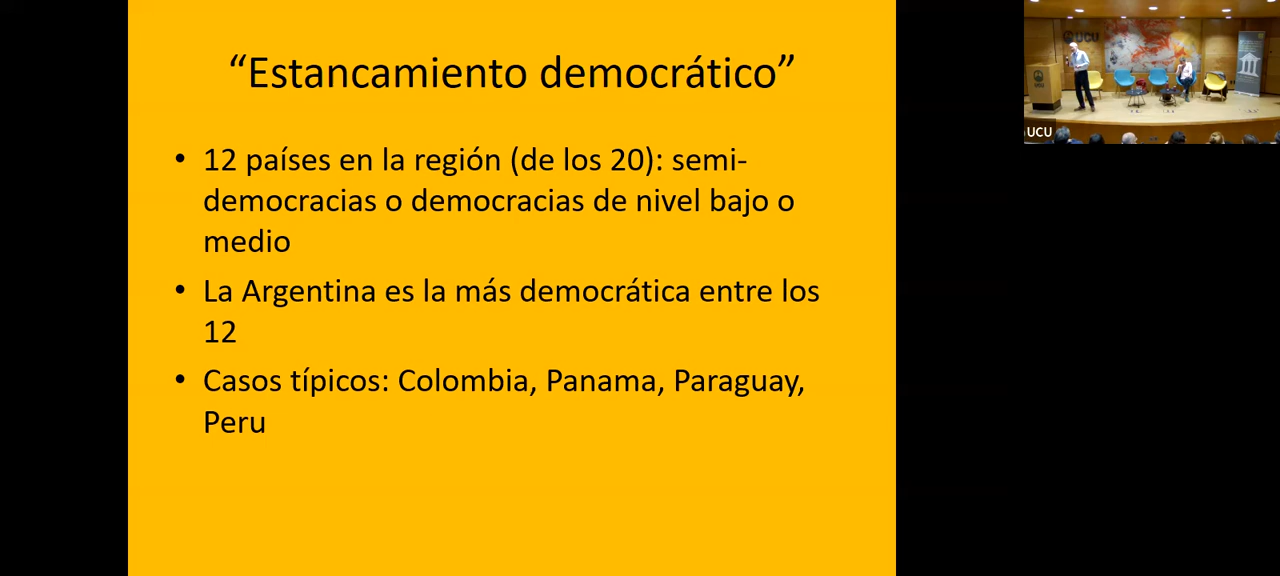 “Estancamiento democrático”
• 12 países en la región (de los 20): semi-
democracias o democracias de nivel bajo o
medio
• La Argentina es la más democrática entre los
12
• Casos típicos: Colombia, Panama, Paraguay,
Peru
UCU
UCU